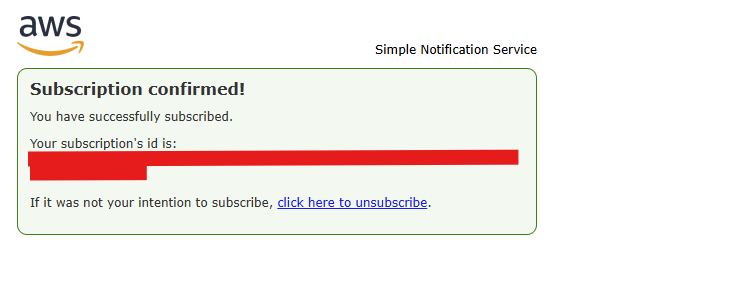 aws
Simple Notification Service
Subscription confirmed!
You have successfully subscribed.
Your subscription's id is:
If it was not your intention to subscribe, click here to unsubscribe.